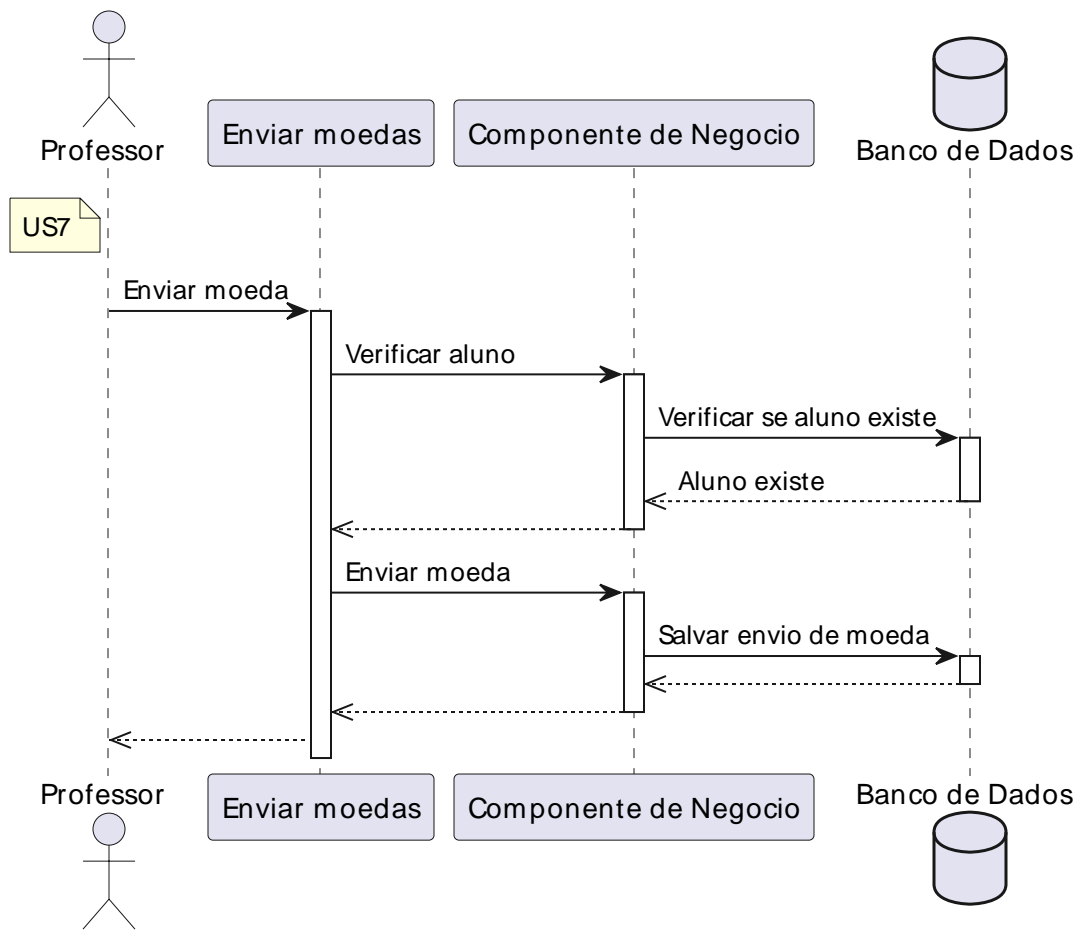 Professor
Enviar moedas
Componente de Negocio
Banco de Dados
US7
Enviar moeda
Verificar aluno
Verificar se aluno existe
Aluno existe
Enviar moeda
Salvar envio de moeda
Professor
Enviar moedas
Componente de Negocio
Banco de Dados